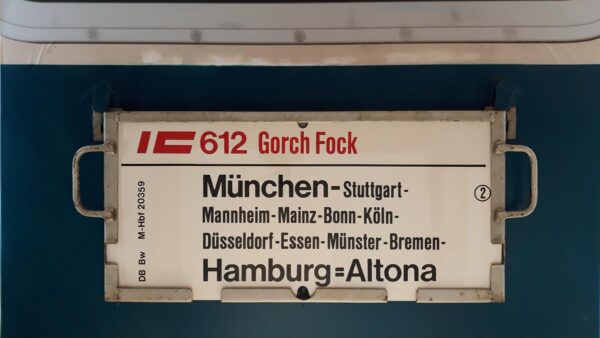 IC 612 Gorch Fock
München-Stuttgart-
Mannheim-Mainz-Bonn-Köln-
Düsseldorf-Essen-Münster-Bremen-
Hamburg=Altona
②
DB Bw M-Hbf 20359